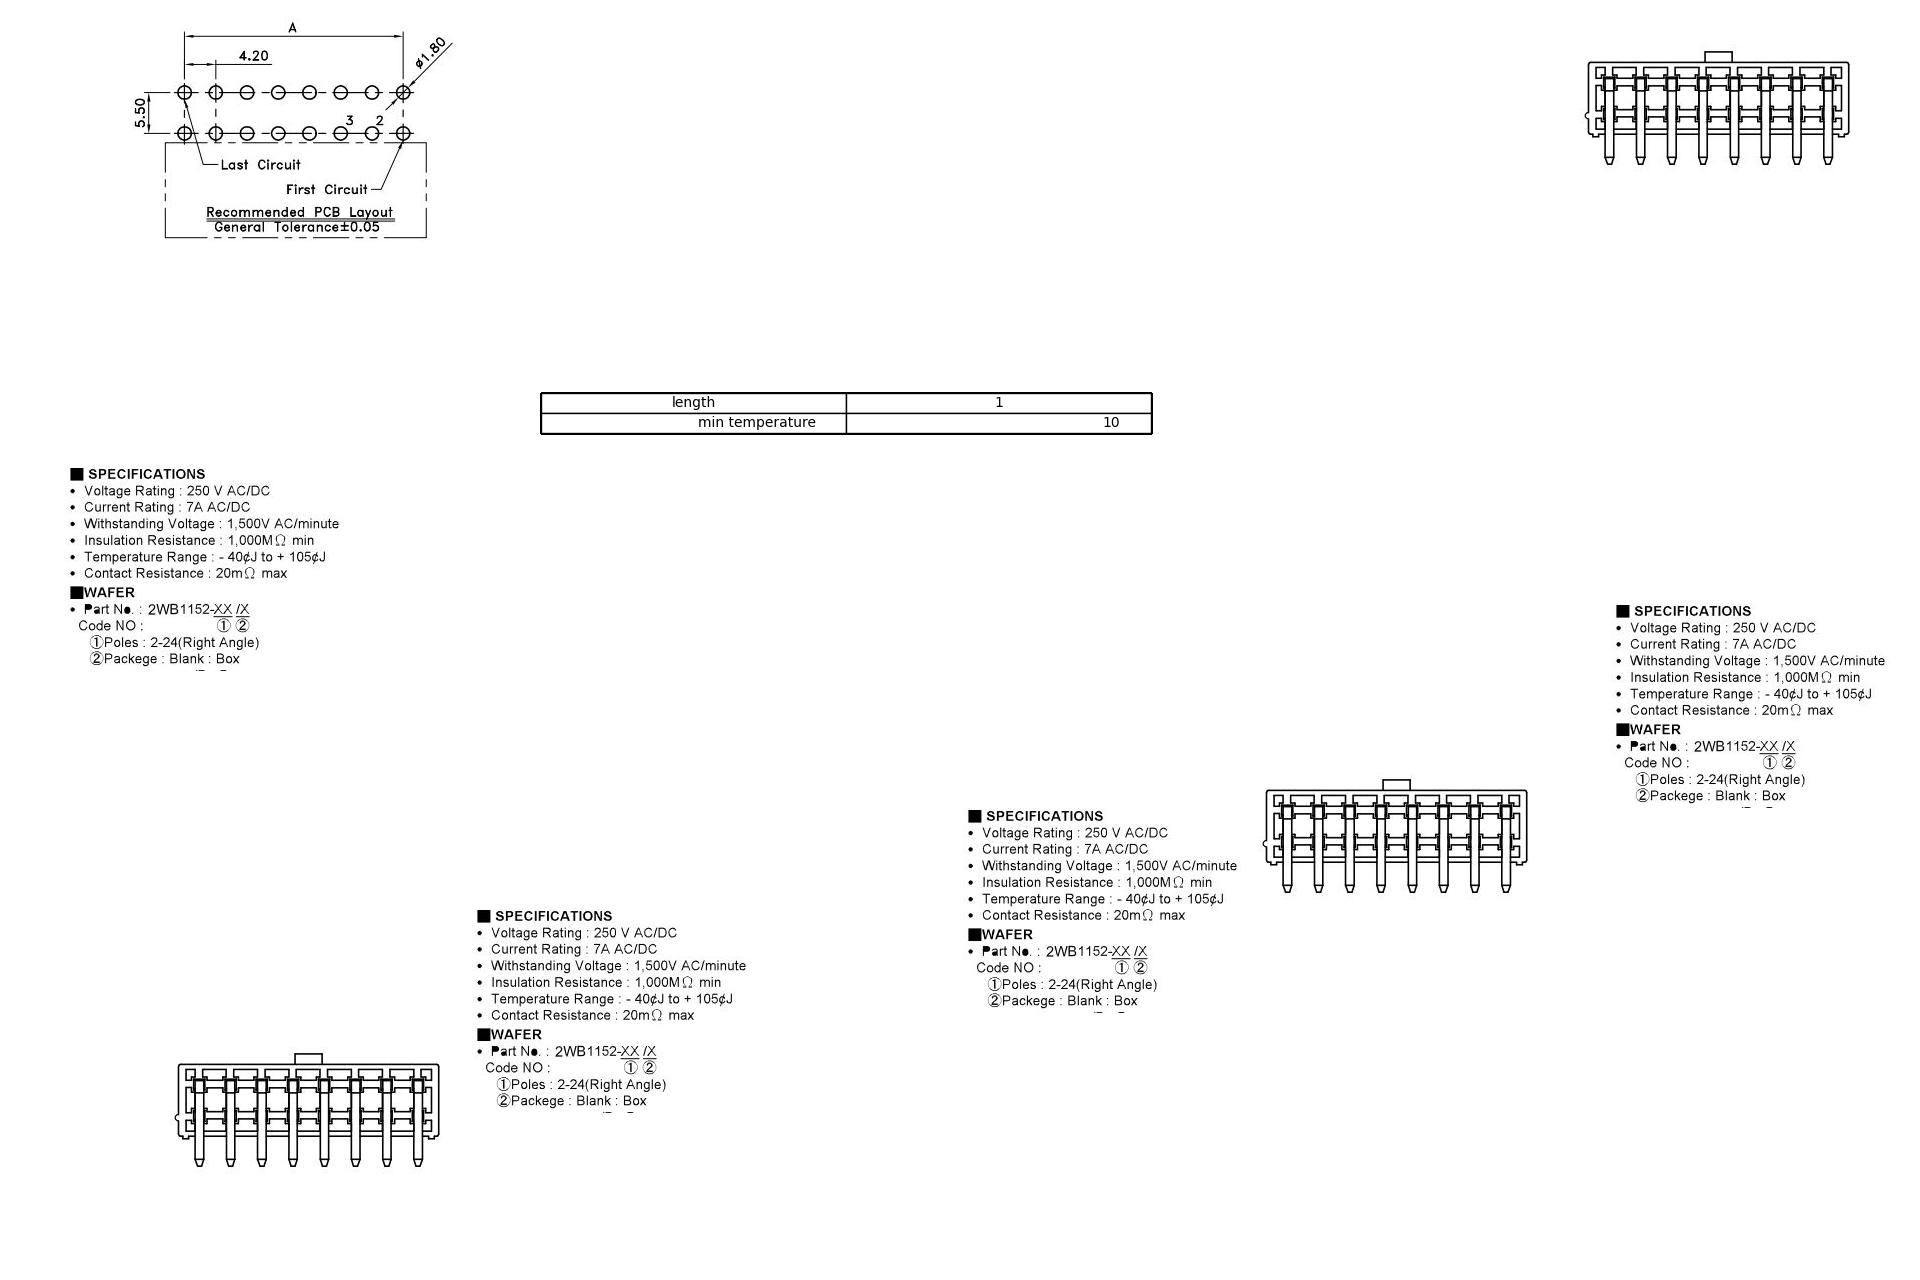 A
4.20
ø1.80
5.50
3 2
Last Circuit
First Circuit
Recommended PCB Layout
General Tolerance±0.05
length 1
min temperature 10
■ SPECIFICATIONS
• Voltage Rating : 250 V AC/DC
• Current Rating : 7A AC/DC
• Withstanding Voltage : 1,500V AC/minute
• Insulation Resistance : 1,000MΩ min
• Temperature Range : - 40¢J to + 105¢J
• Contact Resistance : 20mΩ max
■WAFER
• Part No. : 2WB1152-XX /X
Code NO : ① ②
①Poles : 2-24(Right Angle)
②Packege : Blank : Box
■ SPECIFICATIONS
• Voltage Rating : 250 V AC/DC
• Current Rating : 7A AC/DC
• Withstanding Voltage : 1,500V AC/minute
• Insulation Resistance : 1,000MΩ min
• Temperature Range : - 40¢J to + 105¢J
• Contact Resistance : 20mΩ max
■WAFER
• Part No. : 2WB1152-XX /X
Code NO : ① ②
①Poles : 2-24(Right Angle)
②Packege : Blank : Box
■ SPECIFICATIONS
• Voltage Rating : 250 V AC/DC
• Current Rating : 7A AC/DC
• Withstanding Voltage : 1,500V AC/minute
• Insulation Resistance : 1,000MΩ min
• Temperature Range : - 40¢J to + 105¢J
• Contact Resistance : 20mΩ max
■WAFER
• Part No. : 2WB1152-XX /X
Code NO : ① ②
①Poles : 2-24(Right Angle)
②Packege : Blank : Box
■ SPECIFICATIONS
• Voltage Rating : 250 V AC/DC
• Current Rating : 7A AC/DC
• Withstanding Voltage : 1,500V AC/minute
• Insulation Resistance : 1,000MΩ min
• Temperature Range : - 40¢J to + 105¢J
• Contact Resistance : 20mΩ max
■WAFER
• Part No. : 2WB1152-XX /X
Code NO : ① ②
①Poles : 2-24(Right Angle)
②Packege : Blank : Box